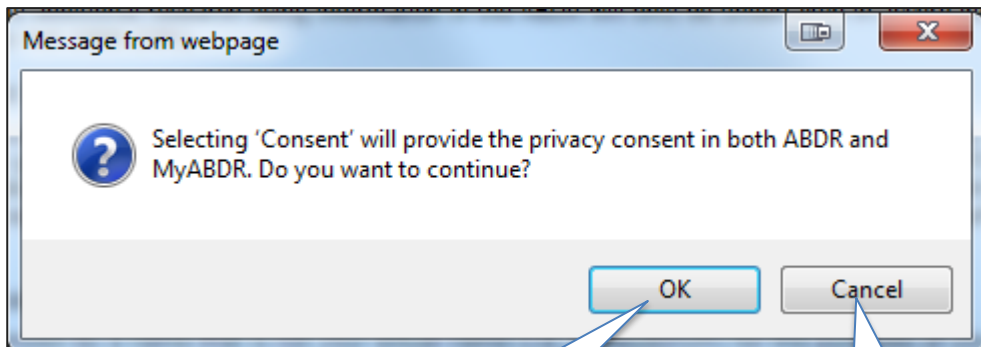 Message from webpage
Selecting 'Consent' will provide the privacy consent in both ABDR and
MyABDR. Do you want to continue?
OK
Cancel